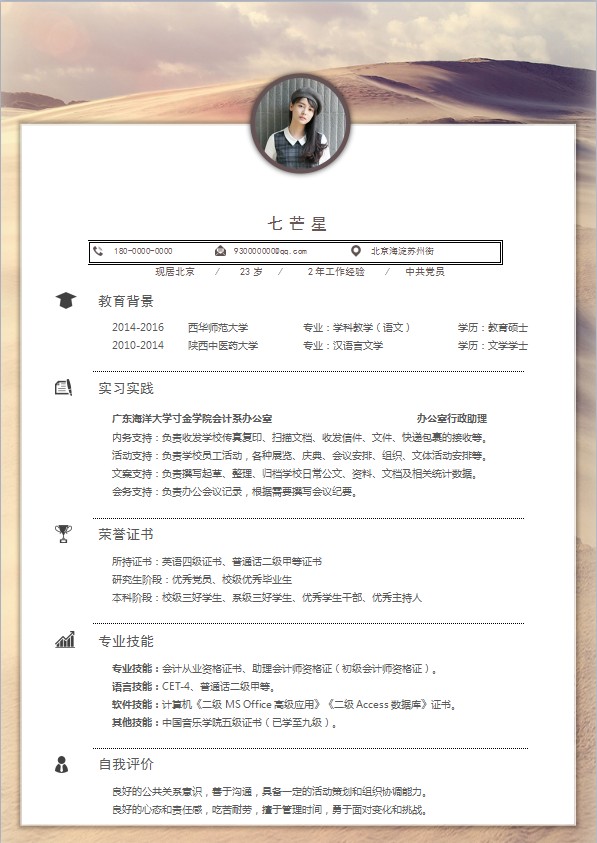 七芒星
180-0000-0000 930000000@qq.com 北京海淀苏州街
现居北京 / 23 岁 / 2 年工作经验 / 中共党员
教育背景
2014-2016 西华师范大学 专业：学科教学（语文） 学历：教育硕士
2010-2014 陕西中医药大学 专业：汉语言文学 学历：文学学士
实习实践
广东海洋大学寸金学院会计系办公室 办公室行政助理
内务支持：负责收发学校传真复印、扫描文档、收发信件、文件、快递包裹的接收等。
活动支持：负责学校员工活动，各种展览、庆典、会议安排、组织、文体活动安排等。
文案支持：负责撰写起草、整理、归档学校日常公文、资料、文档及相关统计数据。
会务支持：负责办公会议记录，根据需要撰写会议纪要。
荣誉证书
所持证书：英语四级证书、普通话二级甲等证书
研究生阶段：优秀党员、校级优秀毕业生
本科阶段：校级三好学生、系级三好学生、优秀学生干部、优秀主持人
专业技能
专业技能：会计从业资格证书、助理会计师资格证（初级会计师资格证）。
语言技能：CET-4、普通话二级甲等。
软件技能：计算机《二级 MS Office 高级应用》《二级 Access 数据库》证书。
其他技能：中国音乐学院五级证书（已学至九级）。
自我评价
良好的公共关系意识，善于沟通，具备一定的活动策划和组织协调能力。
良好的心态和责任感，吃苦耐劳，擅于管理时间，勇于面对变化和挑战。